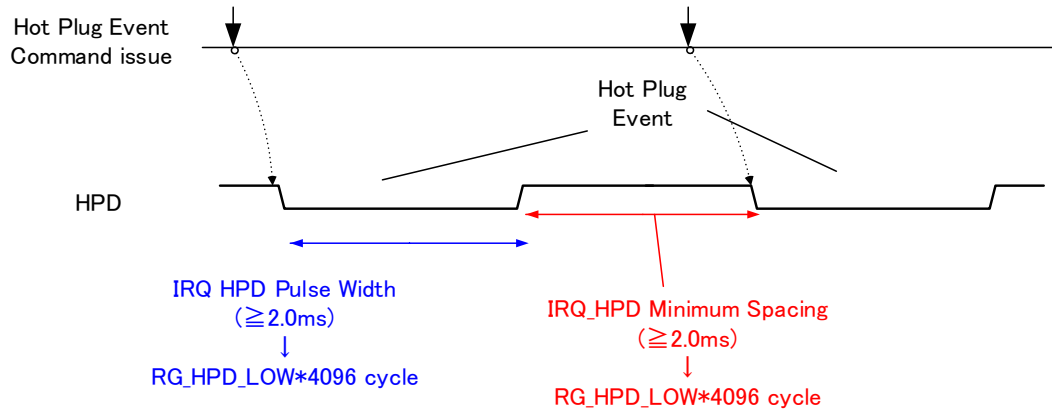 Hot Plug Event
Command issue
Hot Plug
Event
HPD
IRQ HPD Pulse Width
(≧2.0ms)
↓
RG_HPD_LOW*4096 cycle
IRQ_HPD Minimum Spacing
(≧2.0ms)
↓
RG_HPD_LOW*4096 cycle